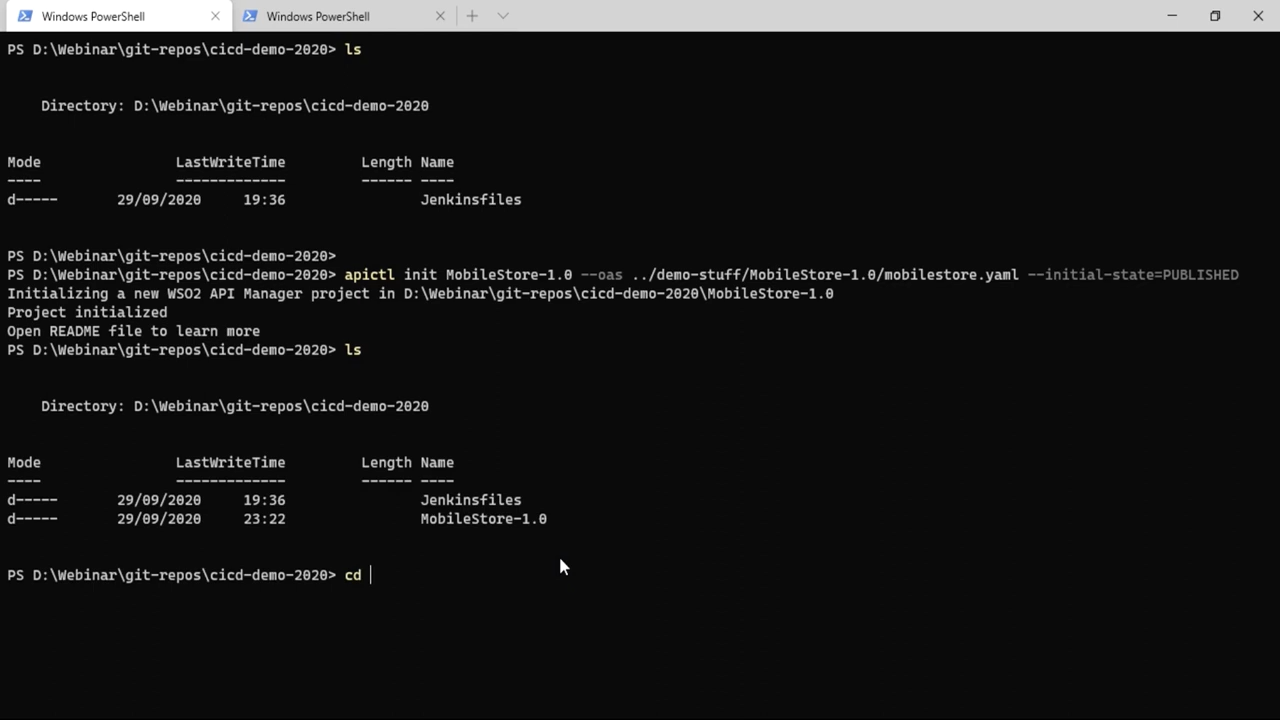 Windows PowerShell Windows PowerShell
PS D:\Webinar\git-repos\cicd-demo-2020> ls
Directory: D:\Webinar\git-repos\cicd-demo-2020
Mode LastWriteTime Length Name
---- ------------- ------ ----
d----- 29/09/2020 19:36 Jenkinsfiles
PS D:\Webinar\git-repos\cicd-demo-2020>
PS D:\Webinar\git-repos\cicd-demo-2020> apictl init MobileStore-1.0 --oas ../demo-stuff/MobileStore-1.0/mobilestore.yaml --initial-state=PUBLISHED
Initializing a new WSO2 API Manager project in D:\Webinar\git-repos\cicd-demo-2020\MobileStore-1.0
Project initialized
Open README file to learn more
PS D:\Webinar\git-repos\cicd-demo-2020> ls
Directory: D:\Webinar\git-repos\cicd-demo-2020
Mode LastWriteTime Length Name
---- ------------- ------ ----
d----- 29/09/2020 19:36 Jenkinsfiles
d----- 29/09/2020 23:22 MobileStore-1.0
PS D:\Webinar\git-repos\cicd-demo-2020> cd